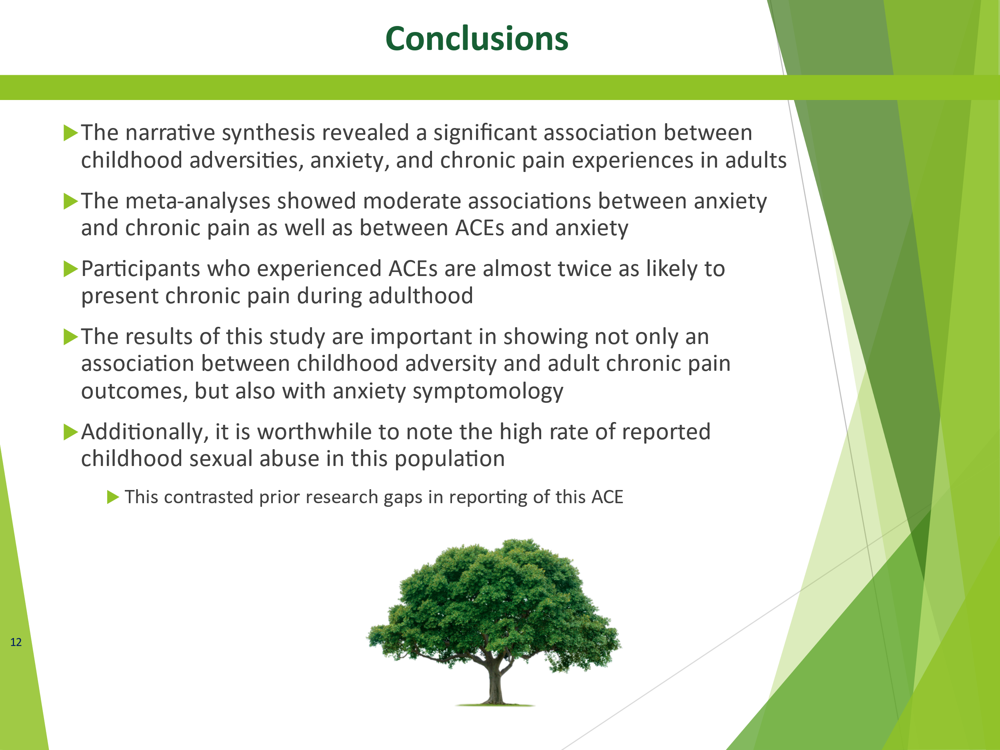 Conclusions
The narrative synthesis revealed a significant association between
childhood adversities, anxiety, and chronic pain experiences in adults
The meta-analyses showed moderate associations between anxiety
and chronic pain as well as between ACEs and anxiety
Participants who experienced ACEs are almost twice as likely to
present chronic pain during adulthood
The results of this study are important in showing not only an
association between childhood adversity and adult chronic pain
outcomes, but also with anxiety symptomology
Additionally, it is worthwhile to note the high rate of reported
childhood sexual abuse in this population
This contrasted prior research gaps in reporting of this ACE
12